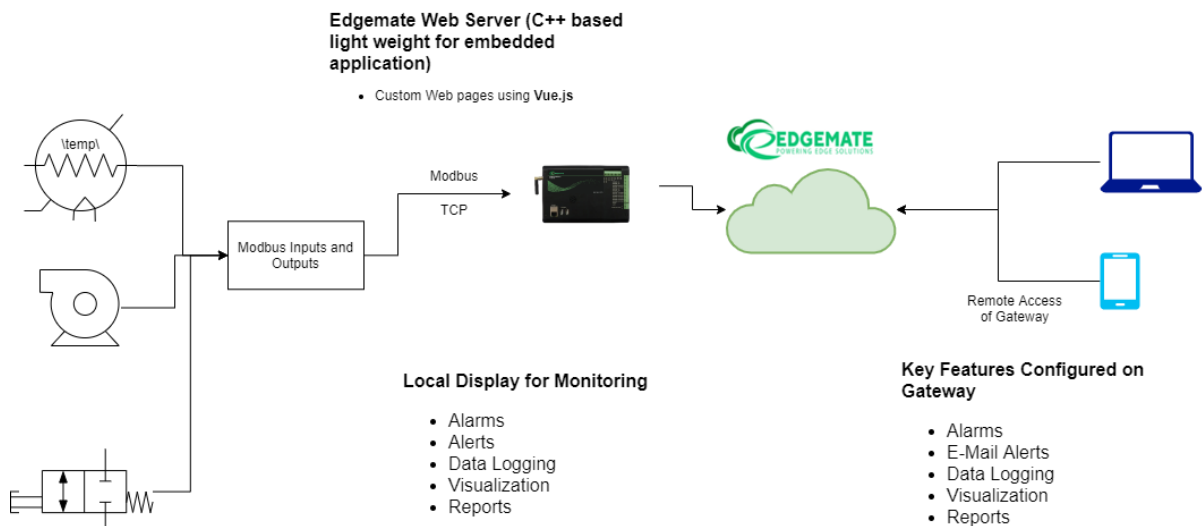 Edgemate Web Server (C++ based
light weight for embedded
application)
• Custom Web pages using Vue.js
\temp\
Modbus Inputs and
Outputs
Modbus
TCP
EDGEMATE
POWERING EDGE SOLUTIONS
Remote Access
of Gateway
Local Display for Monitoring
• Alarms
• Alerts
• Data Logging
• Visualization
• Reports
Key Features Configured on
Gateway
• Alarms
• E-Mail Alerts
• Data Logging
• Visualization
• Reports